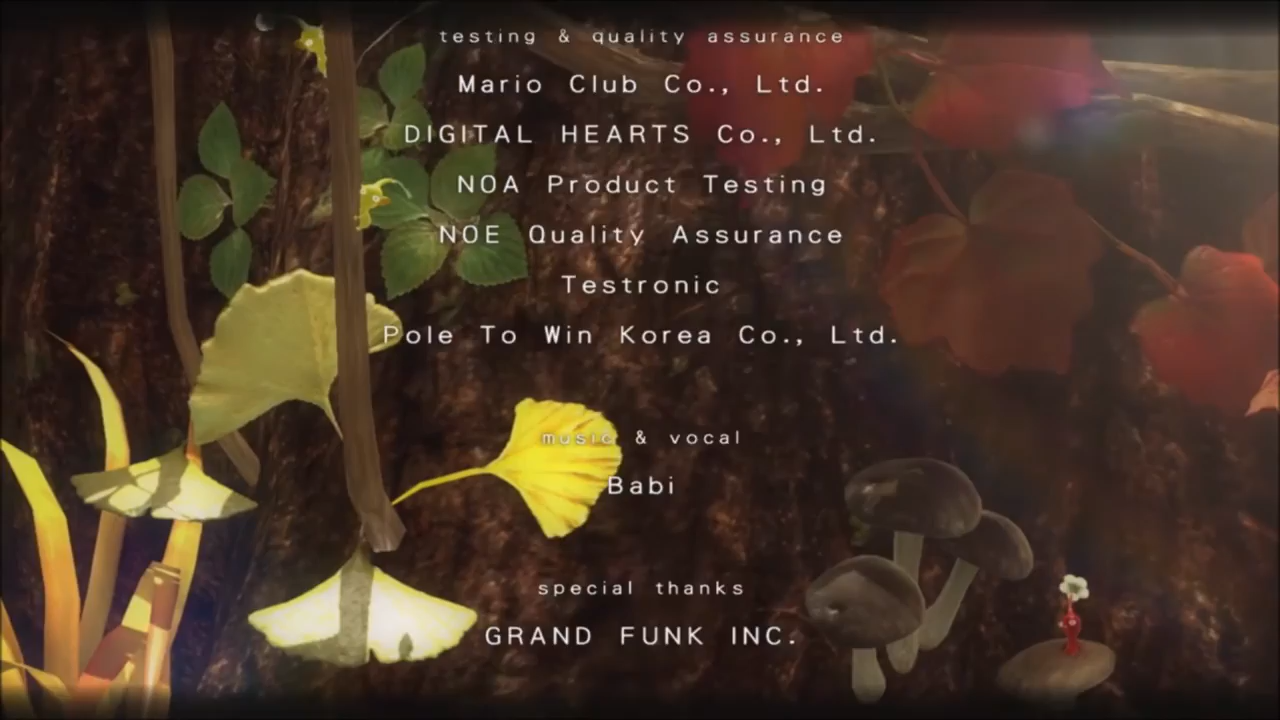 testing & quality assurance
Mario Club Co., Ltd.
DIGITAL HEARTS Co., Ltd.
NOA Product Testing
NOE Quality Assurance
Testronic
Pole To Win Korea Co., Ltd.
music & vocal
Babi
special thanks
GRAND FUNK INC.